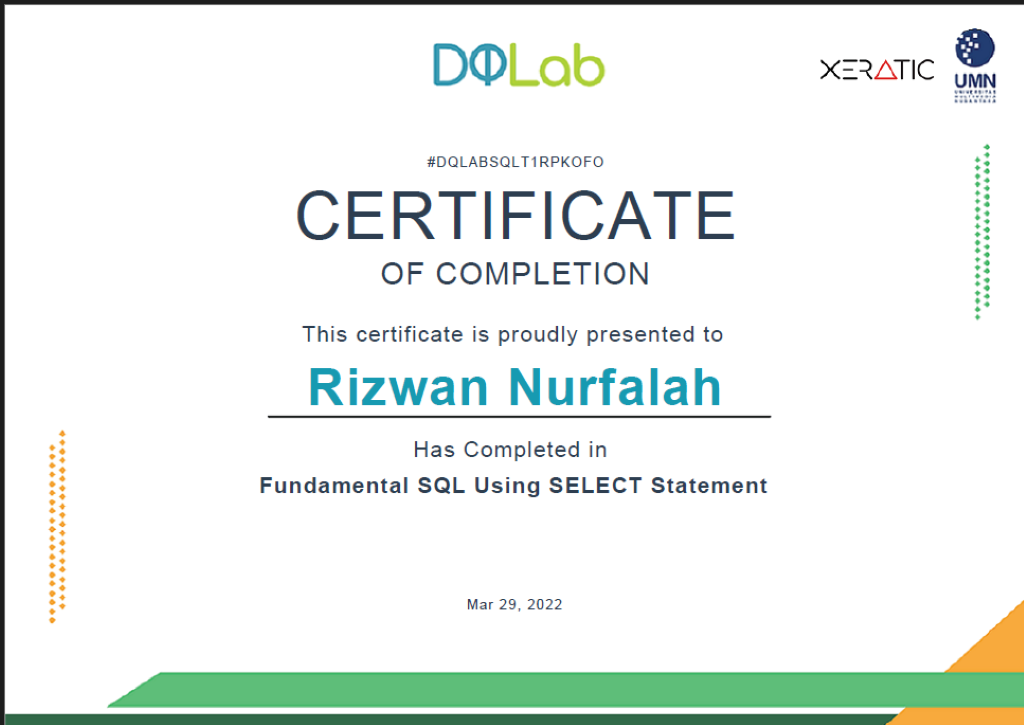 DQLab
XERATIC
UMN
UNIVERSITAS
MULTIMEDIA
NUSANTARA
#DQLABSQLT1RPKOFO
CERTIFICATE
OF COMPLETION
This certificate is proudly presented to
Rizwan Nurfalah
Has Completed in
Fundamental SQL Using SELECT Statement
Mar 29, 2022